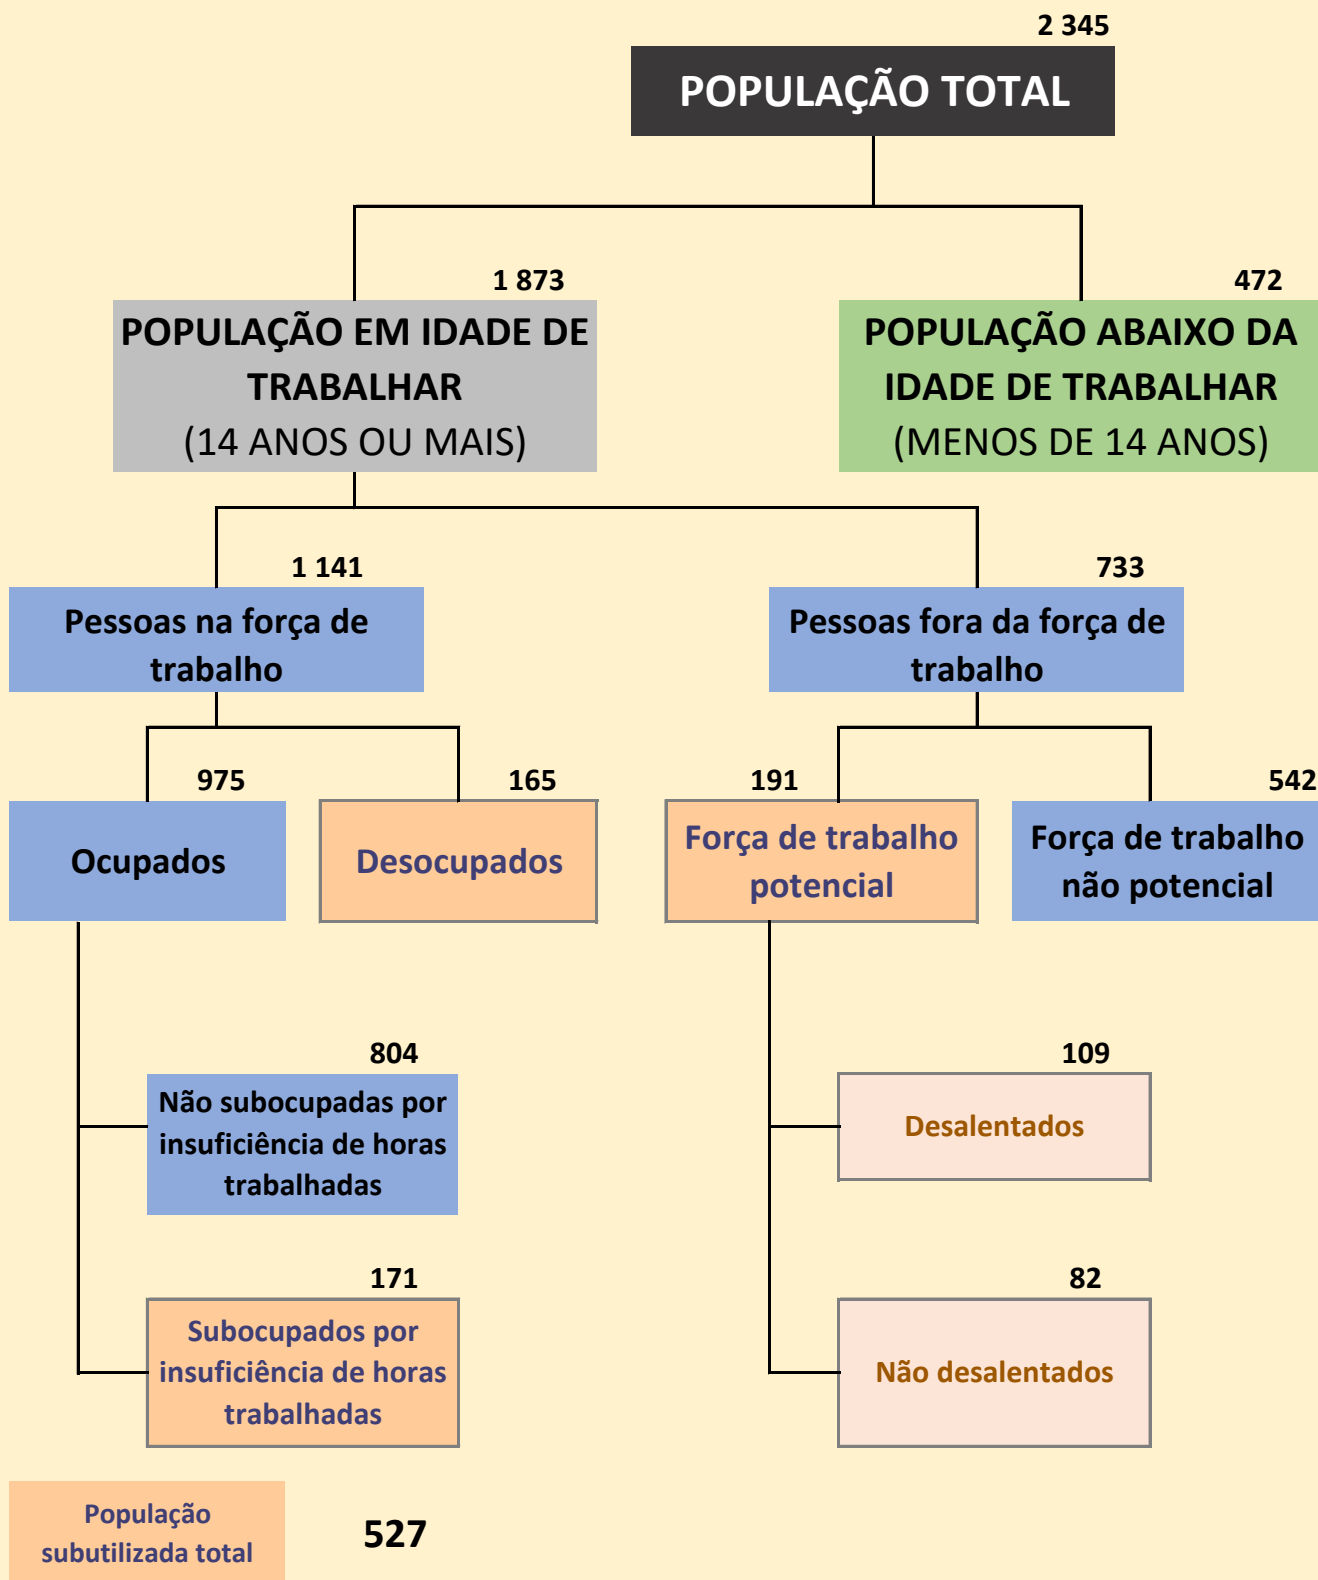 2 345
POPULAÇÃO TOTAL
1 873
POPULAÇÃO EM IDADE DE
TRABALHAR
(14 ANOS OU MAIS)
472
POPULAÇÃO ABAIXO DA
IDADE DE TRABALHAR
(MENOS DE 14 ANOS)
1 141
Pessoas na força de
trabalho
733
Pessoas fora da força de
trabalho
975
Ocupados
165
Desocupados
191
Força de trabalho
potencial
542
Força de trabalho
não potencial
804
Não subocupadas por
insuficiência de horas
trabalhadas
109
Desalentados
171
Subocupados por
insuficiência de horas
trabalhadas
82
Não desalentados
População
subutilizada total
527